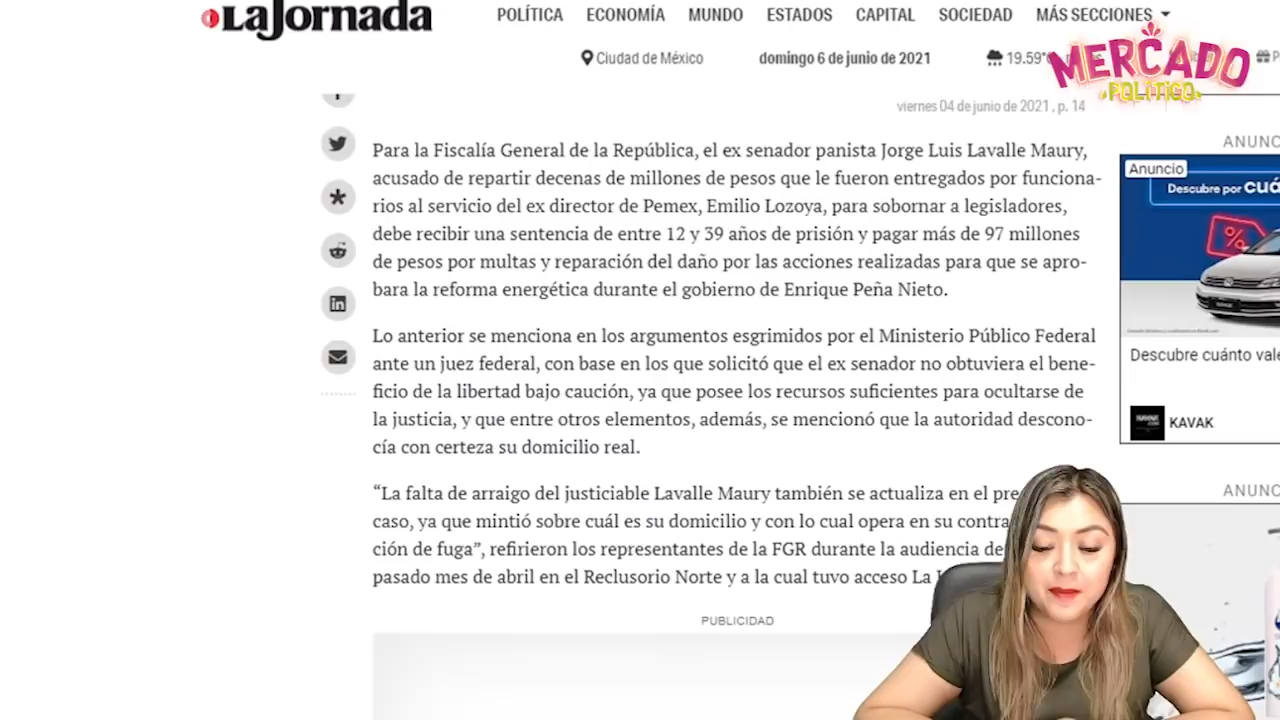 La Jornada
POLÍTICA ECONOMÍA MUNDO ESTADOS CAPITAL SOCIEDAD MÁS SECCIONES
Ciudad de México domingo 6 de junio de 2021 19.59°
MERCADO
POLÍTICO
viernes 04 de junio de 2021 , p. 14
Para la Fiscalía General de la República, el ex senador panista Jorge Luis Lavalle Maury,
acusado de repartir decenas de millones de pesos que le fueron entregados por funciona-
rios al servicio del ex director de Pemex, Emilio Lozoya, para sobornar a legisladores,
debe recibir una sentencia de entre 12 y 39 años de prisión y pagar más de 97 millones
de pesos por multas y reparación del daño por las acciones realizadas para que se apro-
bara la reforma energética durante el gobierno de Enrique Peña Nieto.
Lo anterior se menciona en los argumentos esgrimidos por el Ministerio Público Federal
ante un juez federal, con base en los que solicitó que el ex senador no obtuviera el bene-
ficio de la libertad bajo caución, ya que posee los recursos suficientes para ocultarse de
la justicia, y que entre otros elementos, además, se mencionó que la autoridad descono-
cía con certeza su domicilio real.
“La falta de arraigo del justiciable Lavalle Maury también se actualiza en el pre
caso, ya que mintió sobre cuál es su domicilio y con lo cual opera en su contra
ción de fuga”, refirieron los representantes de la FGR durante la audiencia de
pasado mes de abril en el Reclusorio Norte y a la cual tuvo acceso La
PUBLICIDAD
ANUNC
Anuncio
Descubre por cuá
Descubre cuánto vale
KAVAK
ANUNC